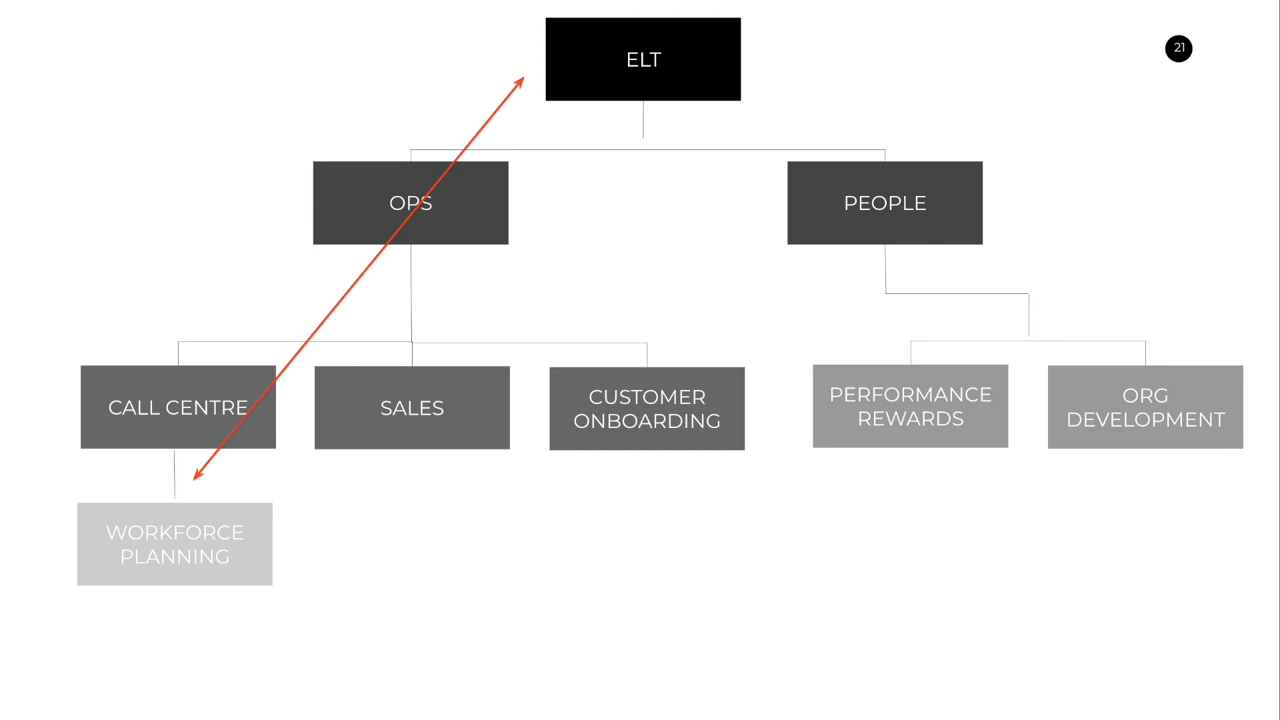 ELT
21
OPS
PEOPLE
CALL CENTRE
SALES
CUSTOMER
ONBOARDING
PERFORMANCE
REWARDS
ORG
DEVELOPMENT
WORKFORCE
PLANNING